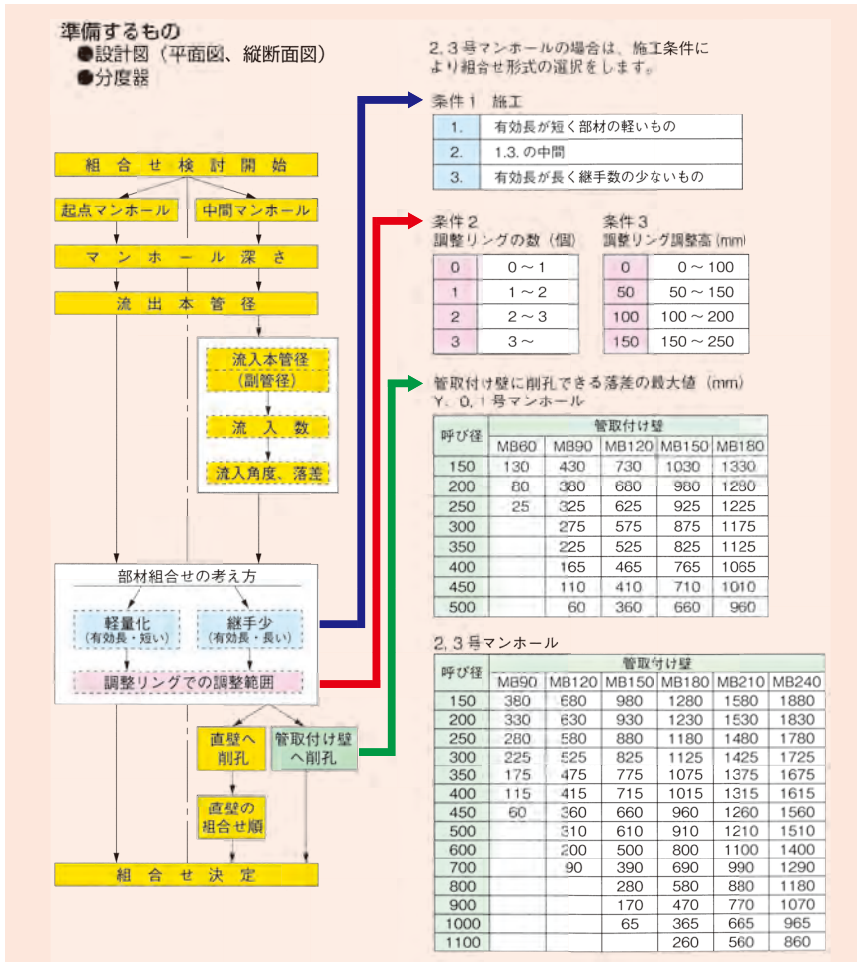 準備するもの
●設計図（平面図、縦断面図）
●分度器
組合せ検討開始
起点マンホール 中間マンホール
マンホール深さ
流出本管径
流入本管径
(副管径)
流入数
流入角度、落差
部材組合せの考え方
軽量化 継手少
(有効長・短い) (有効長・長い)
調整リングでの調整範囲
直壁へ 管取付け壁
削孔 へ削孔
直壁の
組合せ順
組合せ決定
2,3号マンホールの場合は、施工条件に
より組合せ形式の選択をします。
条件1 施工
1. 有効長が短く部材の軽いもの
2. 1.3.の中間
3. 有効長が長く継手数の少ないもの
条件2 条件3
調整リングの数（個） 調整リング調整高(mm)
0 0～1 0 0～100
1 1～2 50 50～150
2 2～3 100 100～200
3 3～ 150 150～250
管取付け壁に削孔できる落差の最大値（mm）
Y、0,1号マンホール
呼び径 管取付け壁
MB60 MB90 MB120 MB150 MB180
150 130 430 730 1030 1330
200 80 380 680 980 1280
250 25 325 625 925 1225
300 275 575 875 1175
350 225 525 825 1125
400 165 465 765 1065
450 110 410 710 1010
500 60 360 660 960
2,3号マンホール
呼び径 管取付け壁
MB90 MB120 MB150 MB180 MB210 MB240
150 380 680 980 1280 1580 1880
200 330 630 930 1230 1530 1830
250 280 580 880 1180 1480 1780
300 225 525 825 1125 1425 1725
350 175 475 775 1075 1375 1675
400 115 415 715 1015 1315 1615
450 60 360 660 960 1260 1560
500 310 610 910 1210 1510
600 200 500 800 1100 1400
700 90 390 690 990 1290
800 280 580 880 1180
900 170 470 770 1070
1000 65 365 665 965
1100 260 560 860